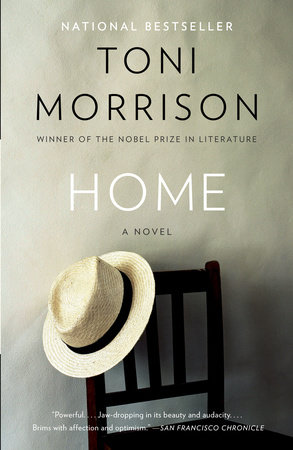 NATIONAL BESTSELLER
TONI
MORRISON
WINNER OF THE NOBEL PRIZE IN LITERATURE
HOME
A NOVEL
“Powerful. . . . Jaw-dropping in its beauty and audacity. . . .
Brims with affection and optimism.” —SAN FRANCISCO CHRONICLE